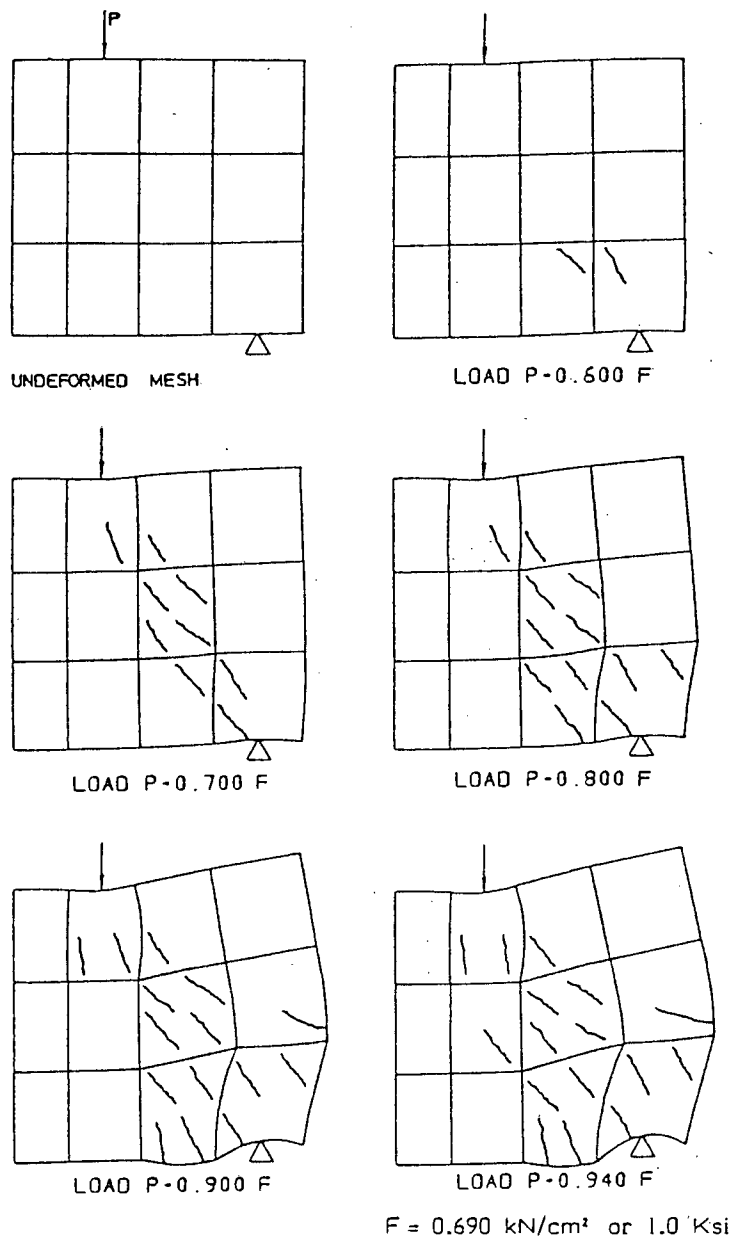 P
UNDEFORMED MESH
LOAD P-0.600 F
LOAD P-0.700 F
LOAD P-0.800 F
LOAD P-0.900 F
LOAD P-0.940 F
F = 0.690 kN/cm² or 1.0 Ksi